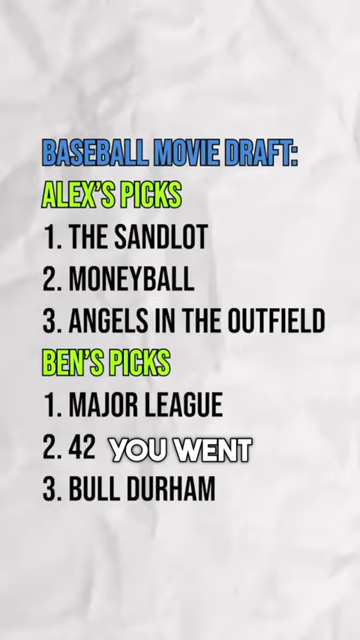 BASEBALL MOVIE DRAFT:
ALEX'S PICKS
1. THE SANDLOT
2. MONEYBALL
3. ANGELS IN THE OUTFIELD
BEN'S PICKS
1. MAJOR LEAGUE
2. 42 YOU WENT
3. BULL DURHAM